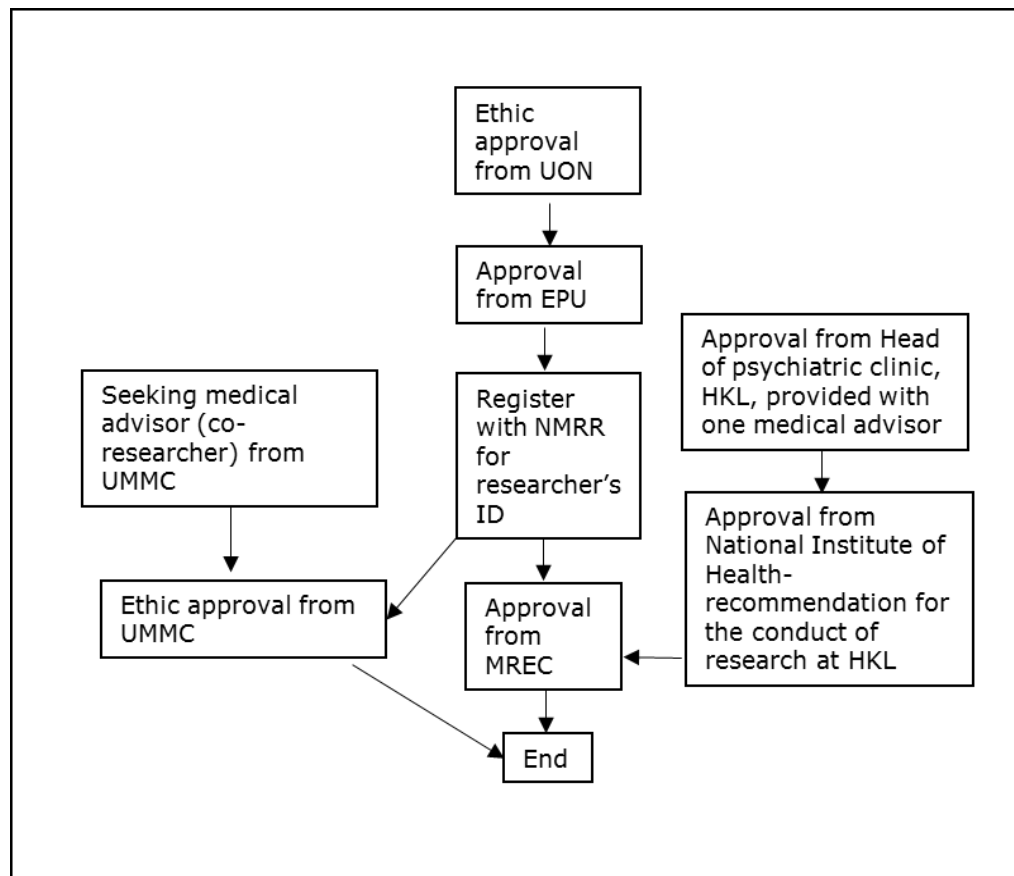 Ethic
approval
from UON
Approval
from EPU
Approval from Head
of psychiatric clinic,
HKL, provided with
one medical advisor
Seeking medical
advisor (co-
researcher) from
UMMC
Register
with NMRR
for
researcher’s
ID
Approval from
National Institute of
Health-
recommendation for
the conduct of
research at HKL
Ethic approval from
UMMC
Approval
from
MREC
End